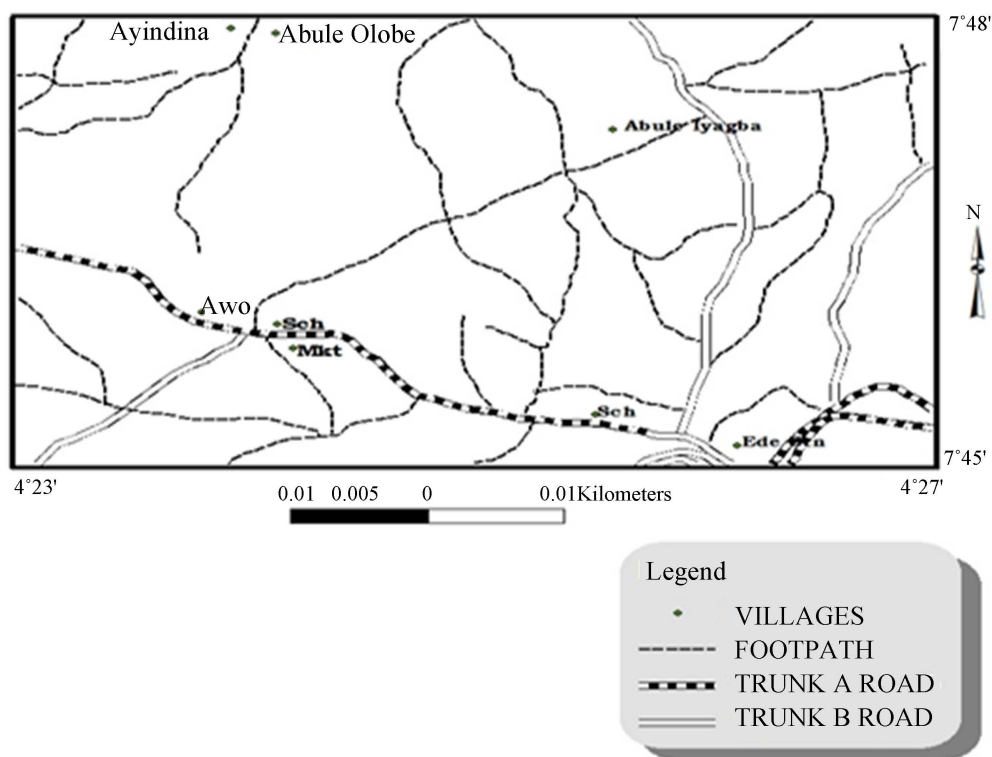 Ayindina
Abule Olobe
7°48'
Abule Iyagba
N
Awo
Sch
Mkt
Sch
Ede
7°45'
4°23'
4°27'
0.01 0.005 0 0.01Kilometers
Legend
VILLAGES
FOOTPATH
TRUNK A ROAD
TRUNK B ROAD